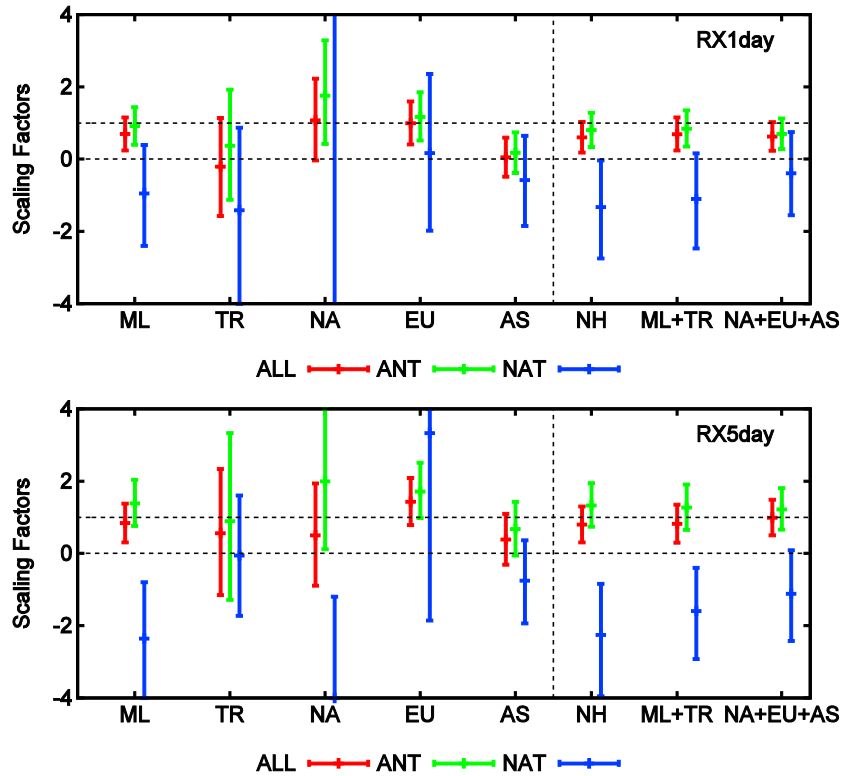 RX1day
Scaling Factors
4
2
0
-2
-4
ML TR NA EU AS NH ML+TR NA+EU+AS
ALL ANT NAT
RX5day
Scaling Factors
4
2
0
-2
-4
ML TR NA EU AS NH ML+TR NA+EU+AS
ALL ANT NAT